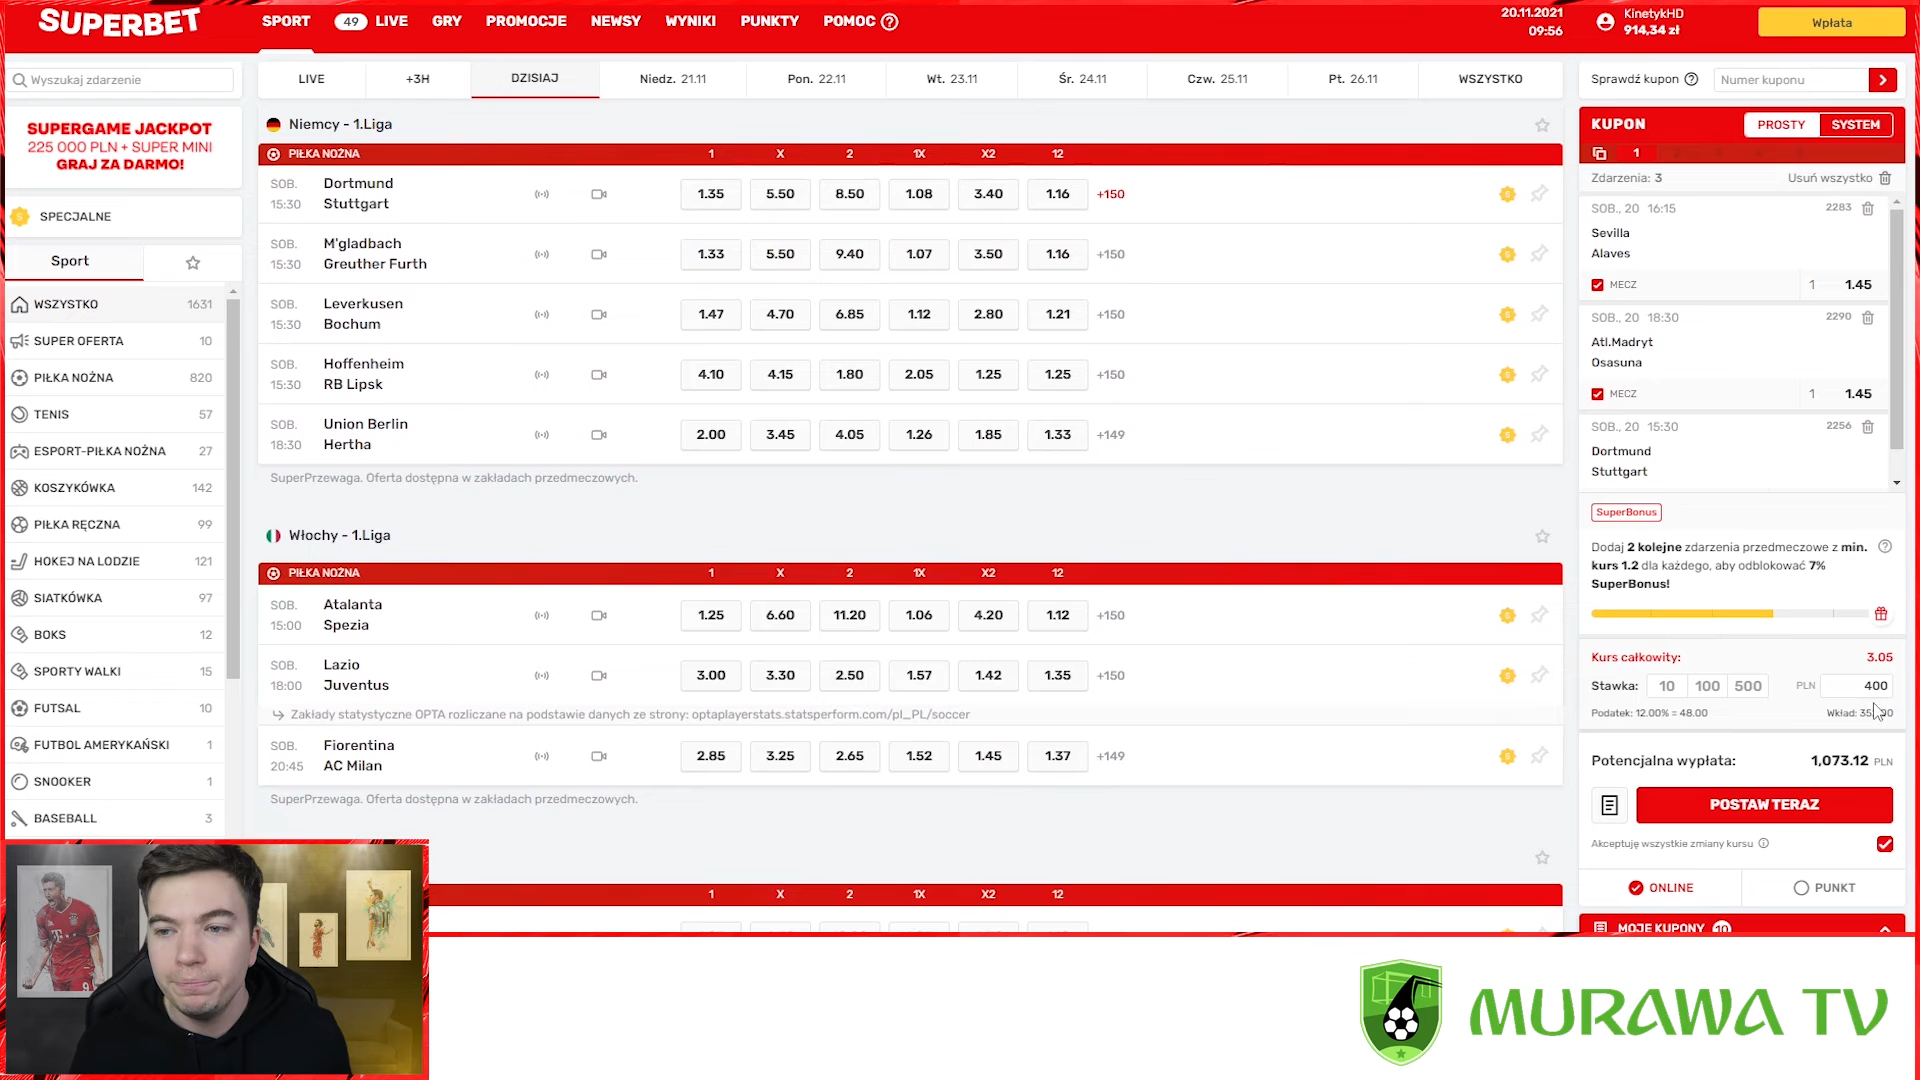 SUPERBET
SPORT
49 LIVE
GRY
PROMOCJE
NEWSY
WYNIKI
PUNKTY
POMOC ?
20.11.2021
09:56
KinetykHD
914,34 zł
Wpłata
Wyszukaj zdarzenie
SUPERGAME JACKPOT
225 000 PLN + SUPER MINI
GRAJ ZA DARMO!
S SPECJALNE
Sport
WSZYSTKO 1631
SUPER OFERTA 10
PIŁKA NOŻNA 820
TENIS 57
ESPORT-PIŁKA NOŻNA 27
KOSZYKÓWKA 142
PIŁKA RĘCZNA 99
HOKEJ NA LODZIE 121
SIATKÓWKA 97
BOKS 12
SPORTY WALKI 15
FUTSAL 10
FUTBOL AMERYKAŃSKI 1
SNOOKER 1
BASEBALL 3
LIVE +3H DZISIAJ Niedz. 21.11 Pon. 22.11 Wt. 23.11 Śr. 24.11 Czw. 25.11 Pt. 26.11 WSZYSTKO
Niemcy - 1.Liga
PIŁKA NOŻNA 1 X 2 1X X2 12
SOB. Dortmund
15:30 Stuttgart
1.35 5.50 8.50 1.08 3.40 1.16 +150
SOB. M'gladbach
15:30 Greuther Furth
1.33 5.50 9.40 1.07 3.50 1.16 +150
SOB. Leverkusen
15:30 Bochum
1.47 4.70 6.85 1.12 2.80 1.21 +150
SOB. Hoffenheim
15:30 RB Lipsk
4.10 4.15 1.80 2.05 1.25 1.25 +150
SOB. Union Berlin
18:30 Hertha
2.00 3.45 4.05 1.26 1.85 1.33 +149
SuperPrzewaga. Oferta dostępna w zakładach przedmeczowych.
Włochy - 1.Liga
PIŁKA NOŻNA 1 X 2 1X X2 12
SOB. Atalanta
15:00 Spezia
1.25 6.60 11.20 1.06 4.20 1.12 +150
SOB. Lazio
18:00 Juventus
3.00 3.30 2.50 1.57 1.42 1.35 +150
Zakłady statystyczne OPTA rozliczane na podstawie danych ze strony: optaplayerstats.statsperform.com/pl_PL/soccer
SOB. Fiorentina
20:45 AC Milan
2.85 3.25 2.65 1.52 1.45 1.37 +149
SuperPrzewaga. Oferta dostępna w zakładach przedmeczowych.
1 X 2 1X X2 12
Sprawdź kupon ? Numer kuponu
KUPON PROSTY SYSTEM
1
Zdarzenia: 3 Usuń wszystko
SOB., 20 16:15 2283
Sevilla
Alaves
MECZ 1 1.45
SOB., 20 18:30 2290
Atl.Madryt
Osasuna
MECZ 1 1.45
SOB., 20 15:30 2256
Dortmund
Stuttgart
SuperBonus
Dodaj 2 kolejne zdarzenia przedmeczowe z min. ?
kurs 1.2 dla każdego, aby odblokować 7%
SuperBonus!
Kurs całkowity: 3.05
Stawka: 10 100 500 PLN 400
Podatek: 12.00% = 48.00 Wkład:
Potencjalna wypłata: 1,073.12 PLN
POSTAW TERAZ
Akceptuję wszystkie zmiany kursu
ONLINE PUNKT
MOJE KUPONY 10
9
MURAWA TV